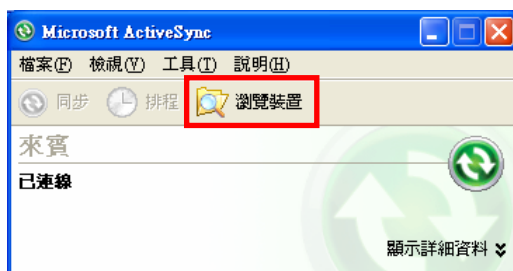 Microsoft ActiveSync
檔案(F) 檢視(V) 工具(T) 說明(H)
同步 排程 瀏覽裝置
來賓
已連線
顯示詳細資料